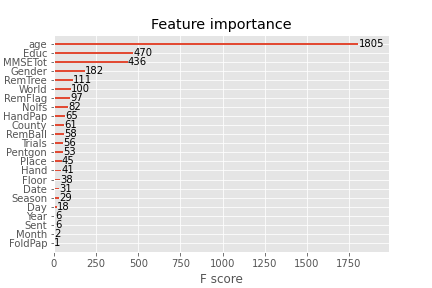 Feature importance
age 1805
Educ 470
MMSETot 436
Gender 182
RemTree 111
World 100
RemFlag 97
NoIfs 82
HandPap 65
County 61
RemBall 58
Trials 56
Pentgon 53
Place 45
Hand 41
Floor 38
Date 31
Season 29
Day 18
Year 6
Sent 6
Month 2
FoldPap 1
0 250 500 750 1000 1250 1500 1750
F score